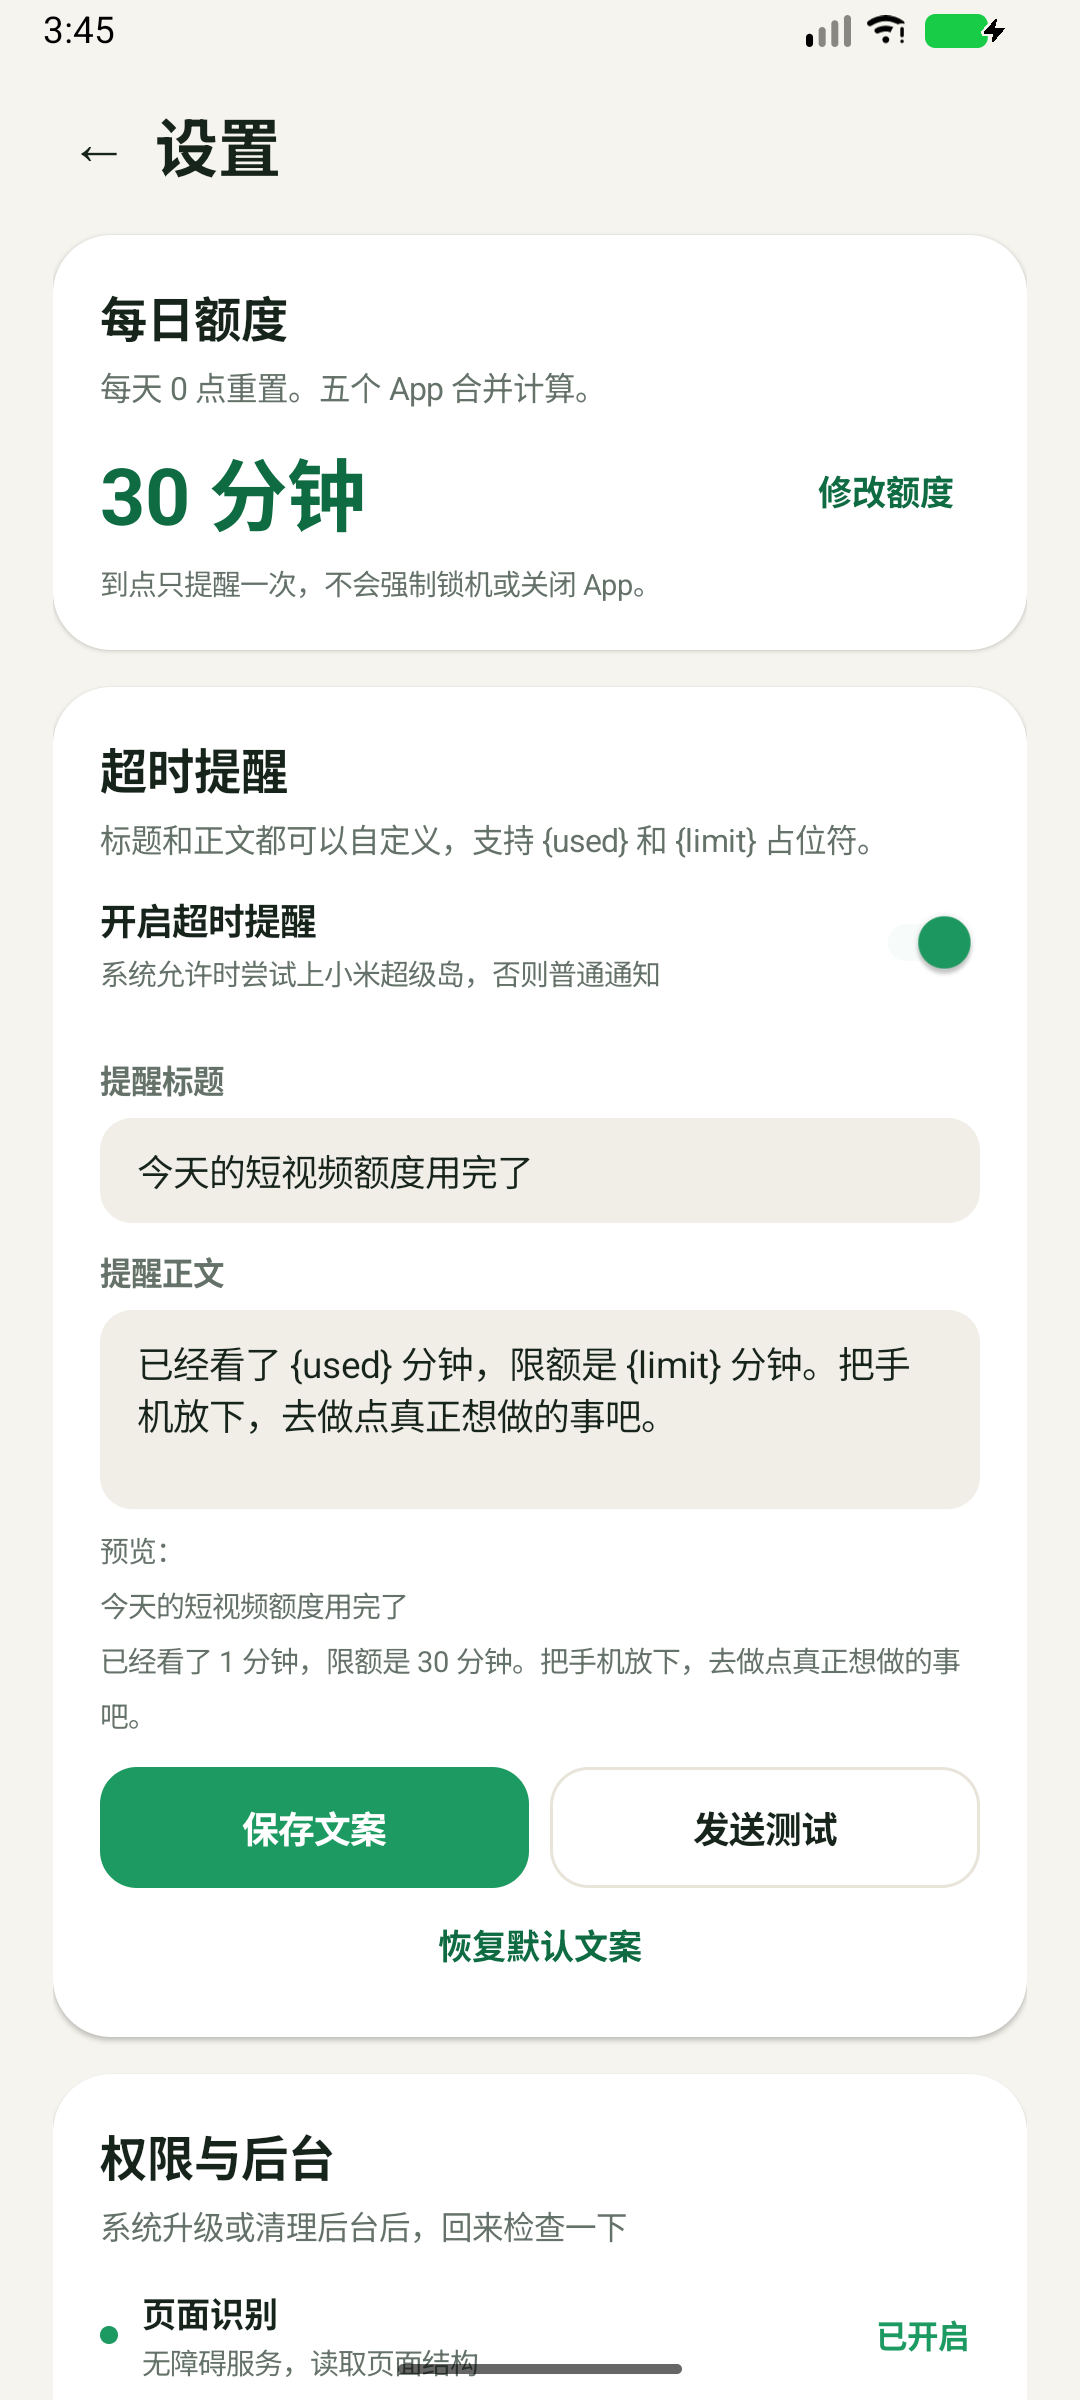 3:45
← 设置
每日额度
每天 0 点重置。五个 App 合并计算。
30 分钟
修改额度
到点只提醒一次，不会强制锁机或关闭 App。
超时提醒
标题和正文都可以自定义，支持 {used} 和 {limit} 占位符。
开启超时提醒
系统允许时尝试上小米超级岛，否则普通通知
提醒标题
今天的短视频额度用完了
提醒正文
已经看了 {used} 分钟，限额是 {limit} 分钟。把手
机放下，去做点真正想做的事吧。
预览：
今天的短视频额度用完了
已经看了 1 分钟，限额是 30 分钟。把手机放下，去做点真正想做的事
吧。
保存文案
发送测试
恢复默认文案
权限与后台
系统升级或清理后台后，回来检查一下
页面识别
已开启
无障碍服务，读取页面结构